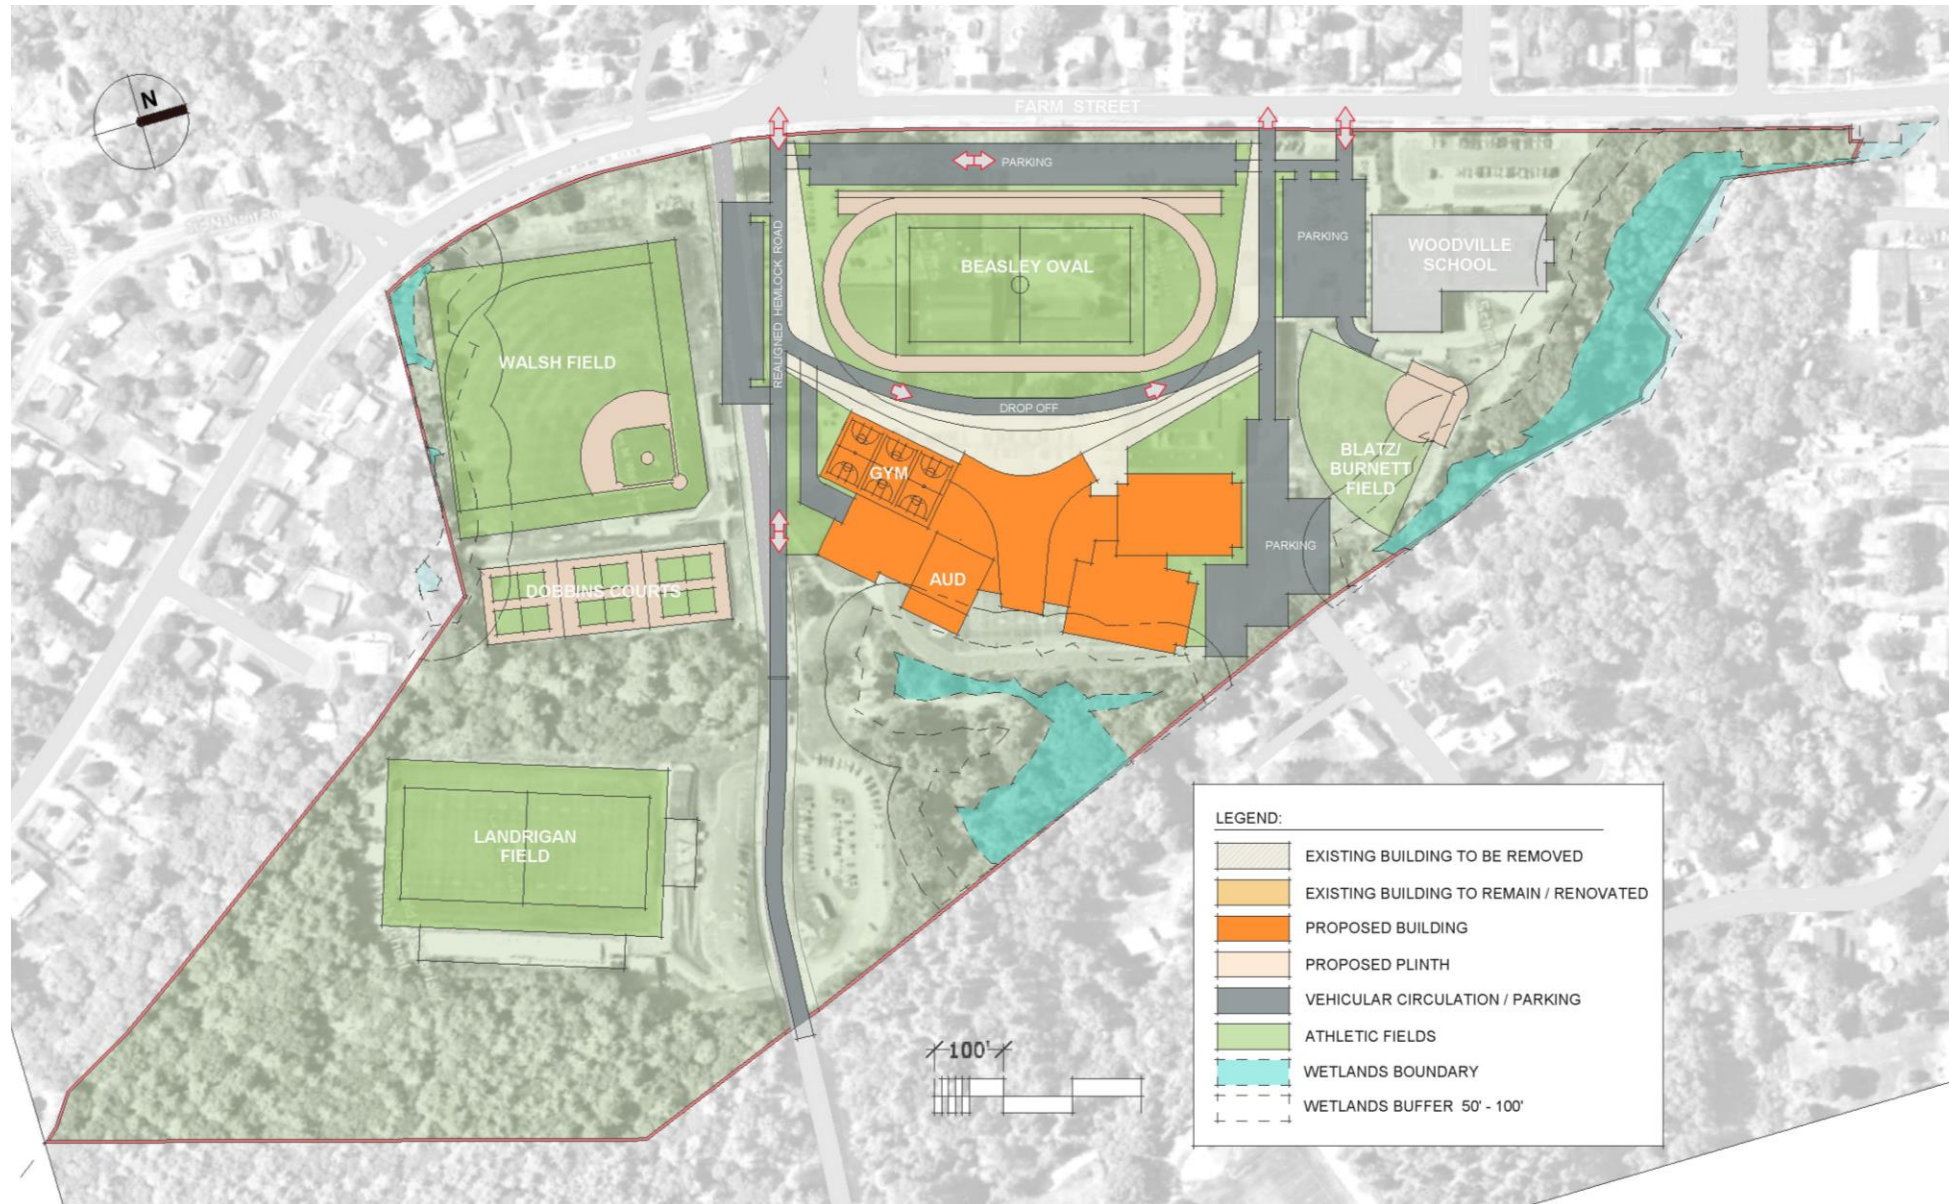 N
FARM STREET
PARKING
REALIGNED HEMLOCK ROAD
BEASLEY OVAL
PARKING
WOODVILLE
SCHOOL
WALSH FIELD
DROP OFF
GYM
BLATZ/
BURNETT
FIELD
PARKING
AUD
DOBBINS COURTS
LANDRIGAN
FIELD
100'
LEGEND:
EXISTING BUILDING TO BE REMOVED
EXISTING BUILDING TO REMAIN / RENOVATED
PROPOSED BUILDING
PROPOSED PLINTH
VEHICULAR CIRCULATION / PARKING
ATHLETIC FIELDS
WETLANDS BOUNDARY
WETLANDS BUFFER 50' - 100'